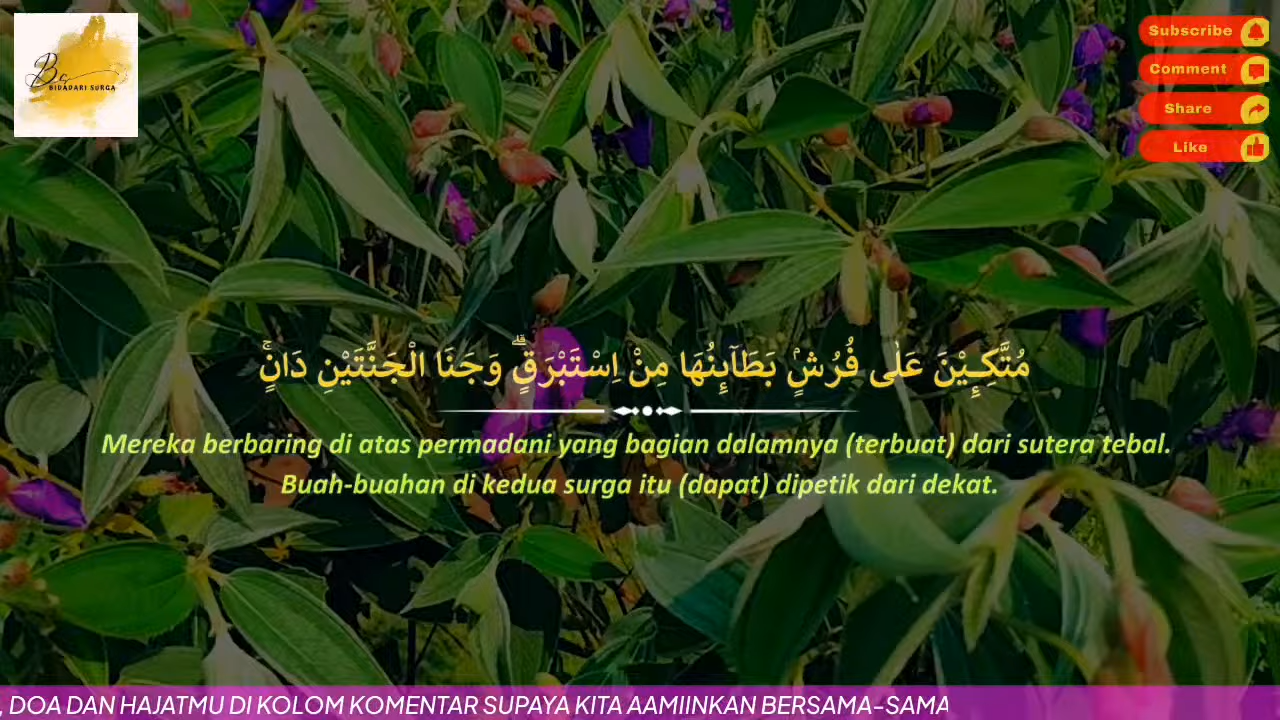 Bs
BIDADARI SURGA
Subscribe
Comment
Share
Like
مُتَّكِـِٕيْنَ عَلٰى فُرُشٍۢ بَطَاۤىِٕنُهَا مِنْ اِسْتَبْرَقٍۗ وَجَنَا الْجَنَّتَيْنِ دَانٍۚ
Mereka berbaring di atas permadani yang bagian dalamnya (terbuat) dari sutera tebal.
Buah-buahan di kedua surga itu (dapat) dipetik dari dekat.
, DOA DAN HAJATMU DI KOLOM KOMENTAR SUPAYA KITA AAMIINKAN BERSAMA-SAMA